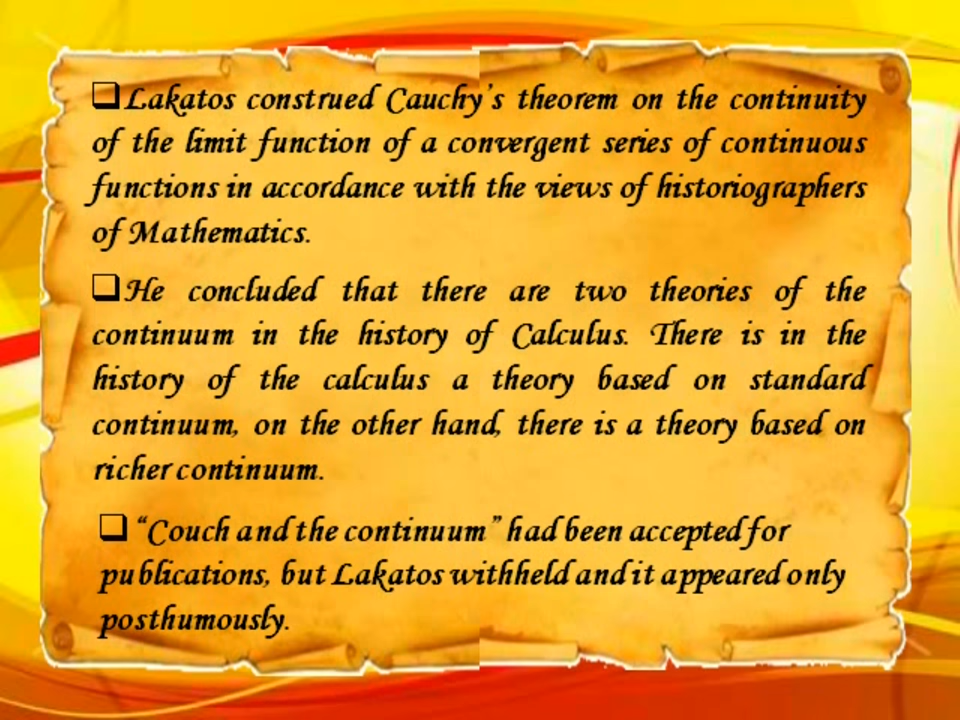 ❑Lakatos construed Cauchy's theorem on the continuity
of the limit function of a convergent series of continuous
functions in accordance with the views of historiographers
of Mathematics.
❑He concluded that there are two theories of the
continuum in the history of Calculus. There is in the
history of the calculus a theory based on standard
continuum, on the other hand, there is a theory based on
richer continuum.
❑ “Couch and the continuum” had been accepted for
publications, but Lakatos withheld and it appeared only
posthumously.